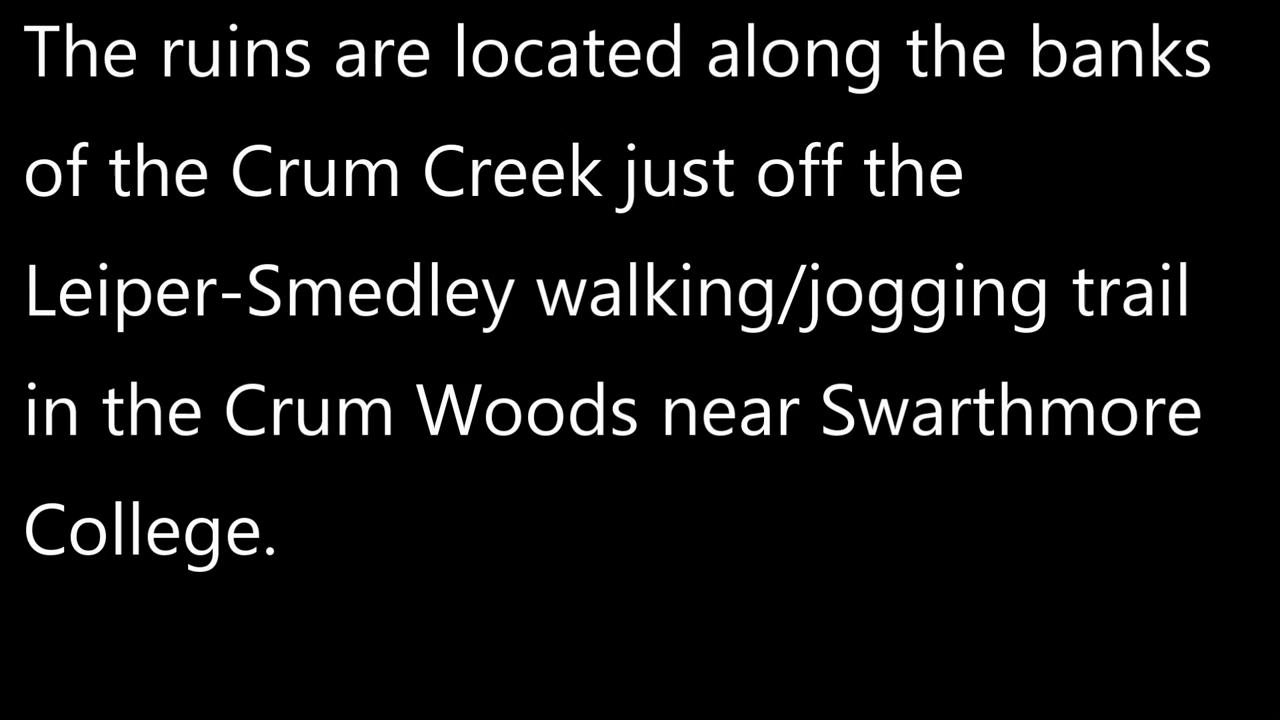 The ruins are located along the banks
of the Crum Creek just off the
Leiper-Smedley walking/jogging trail
in the Crum Woods near Swarthmore
College.